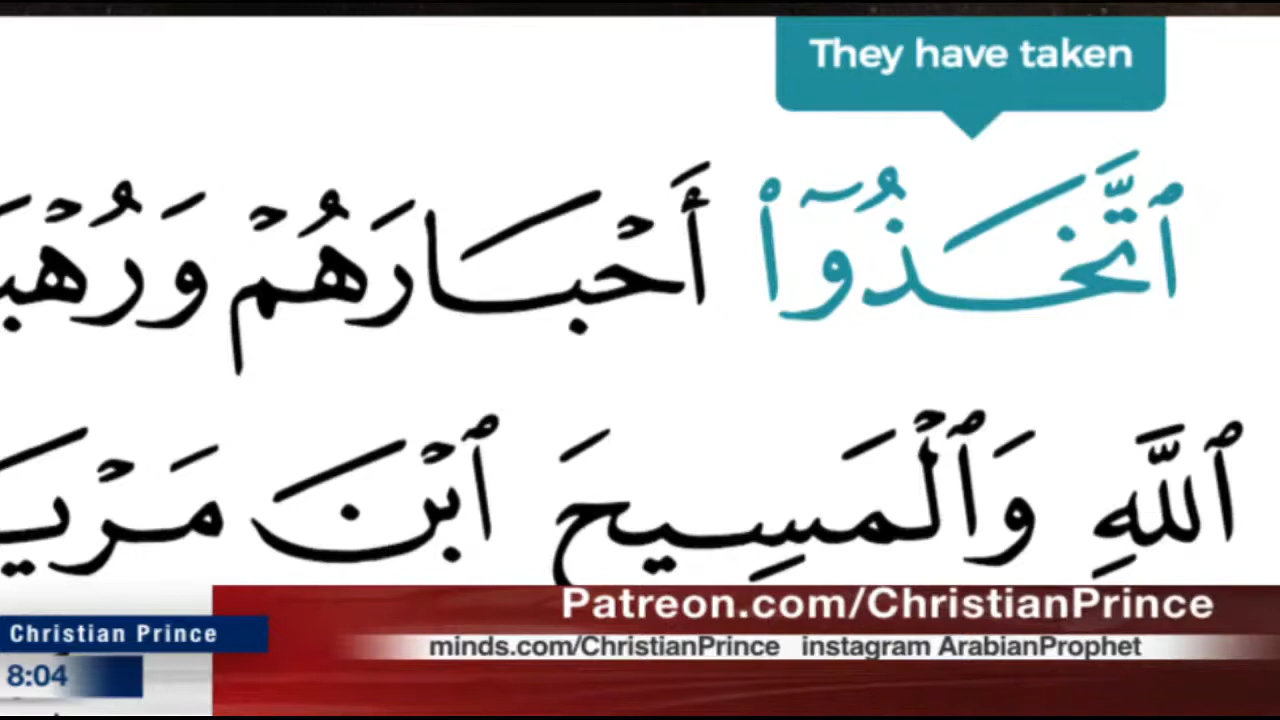 They have taken
ٱتَّخَذُوٓا۟ أَحْبَارَهُمْ
ٱللَّهِ وَٱلْمَسِيحَ ٱبْنَ
Patreon.com/ChristianPrince
Christian Prince
minds.com/ChristianPrince instagram ArabianProphet
8:04